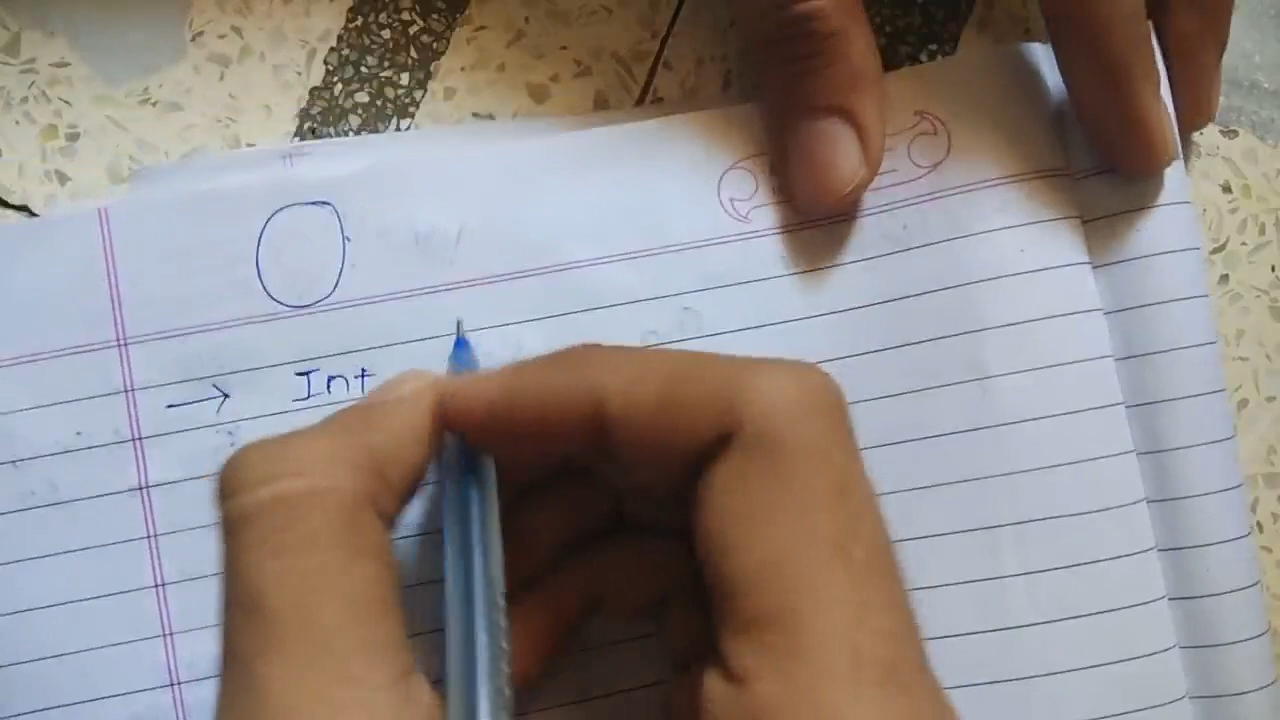 → Int